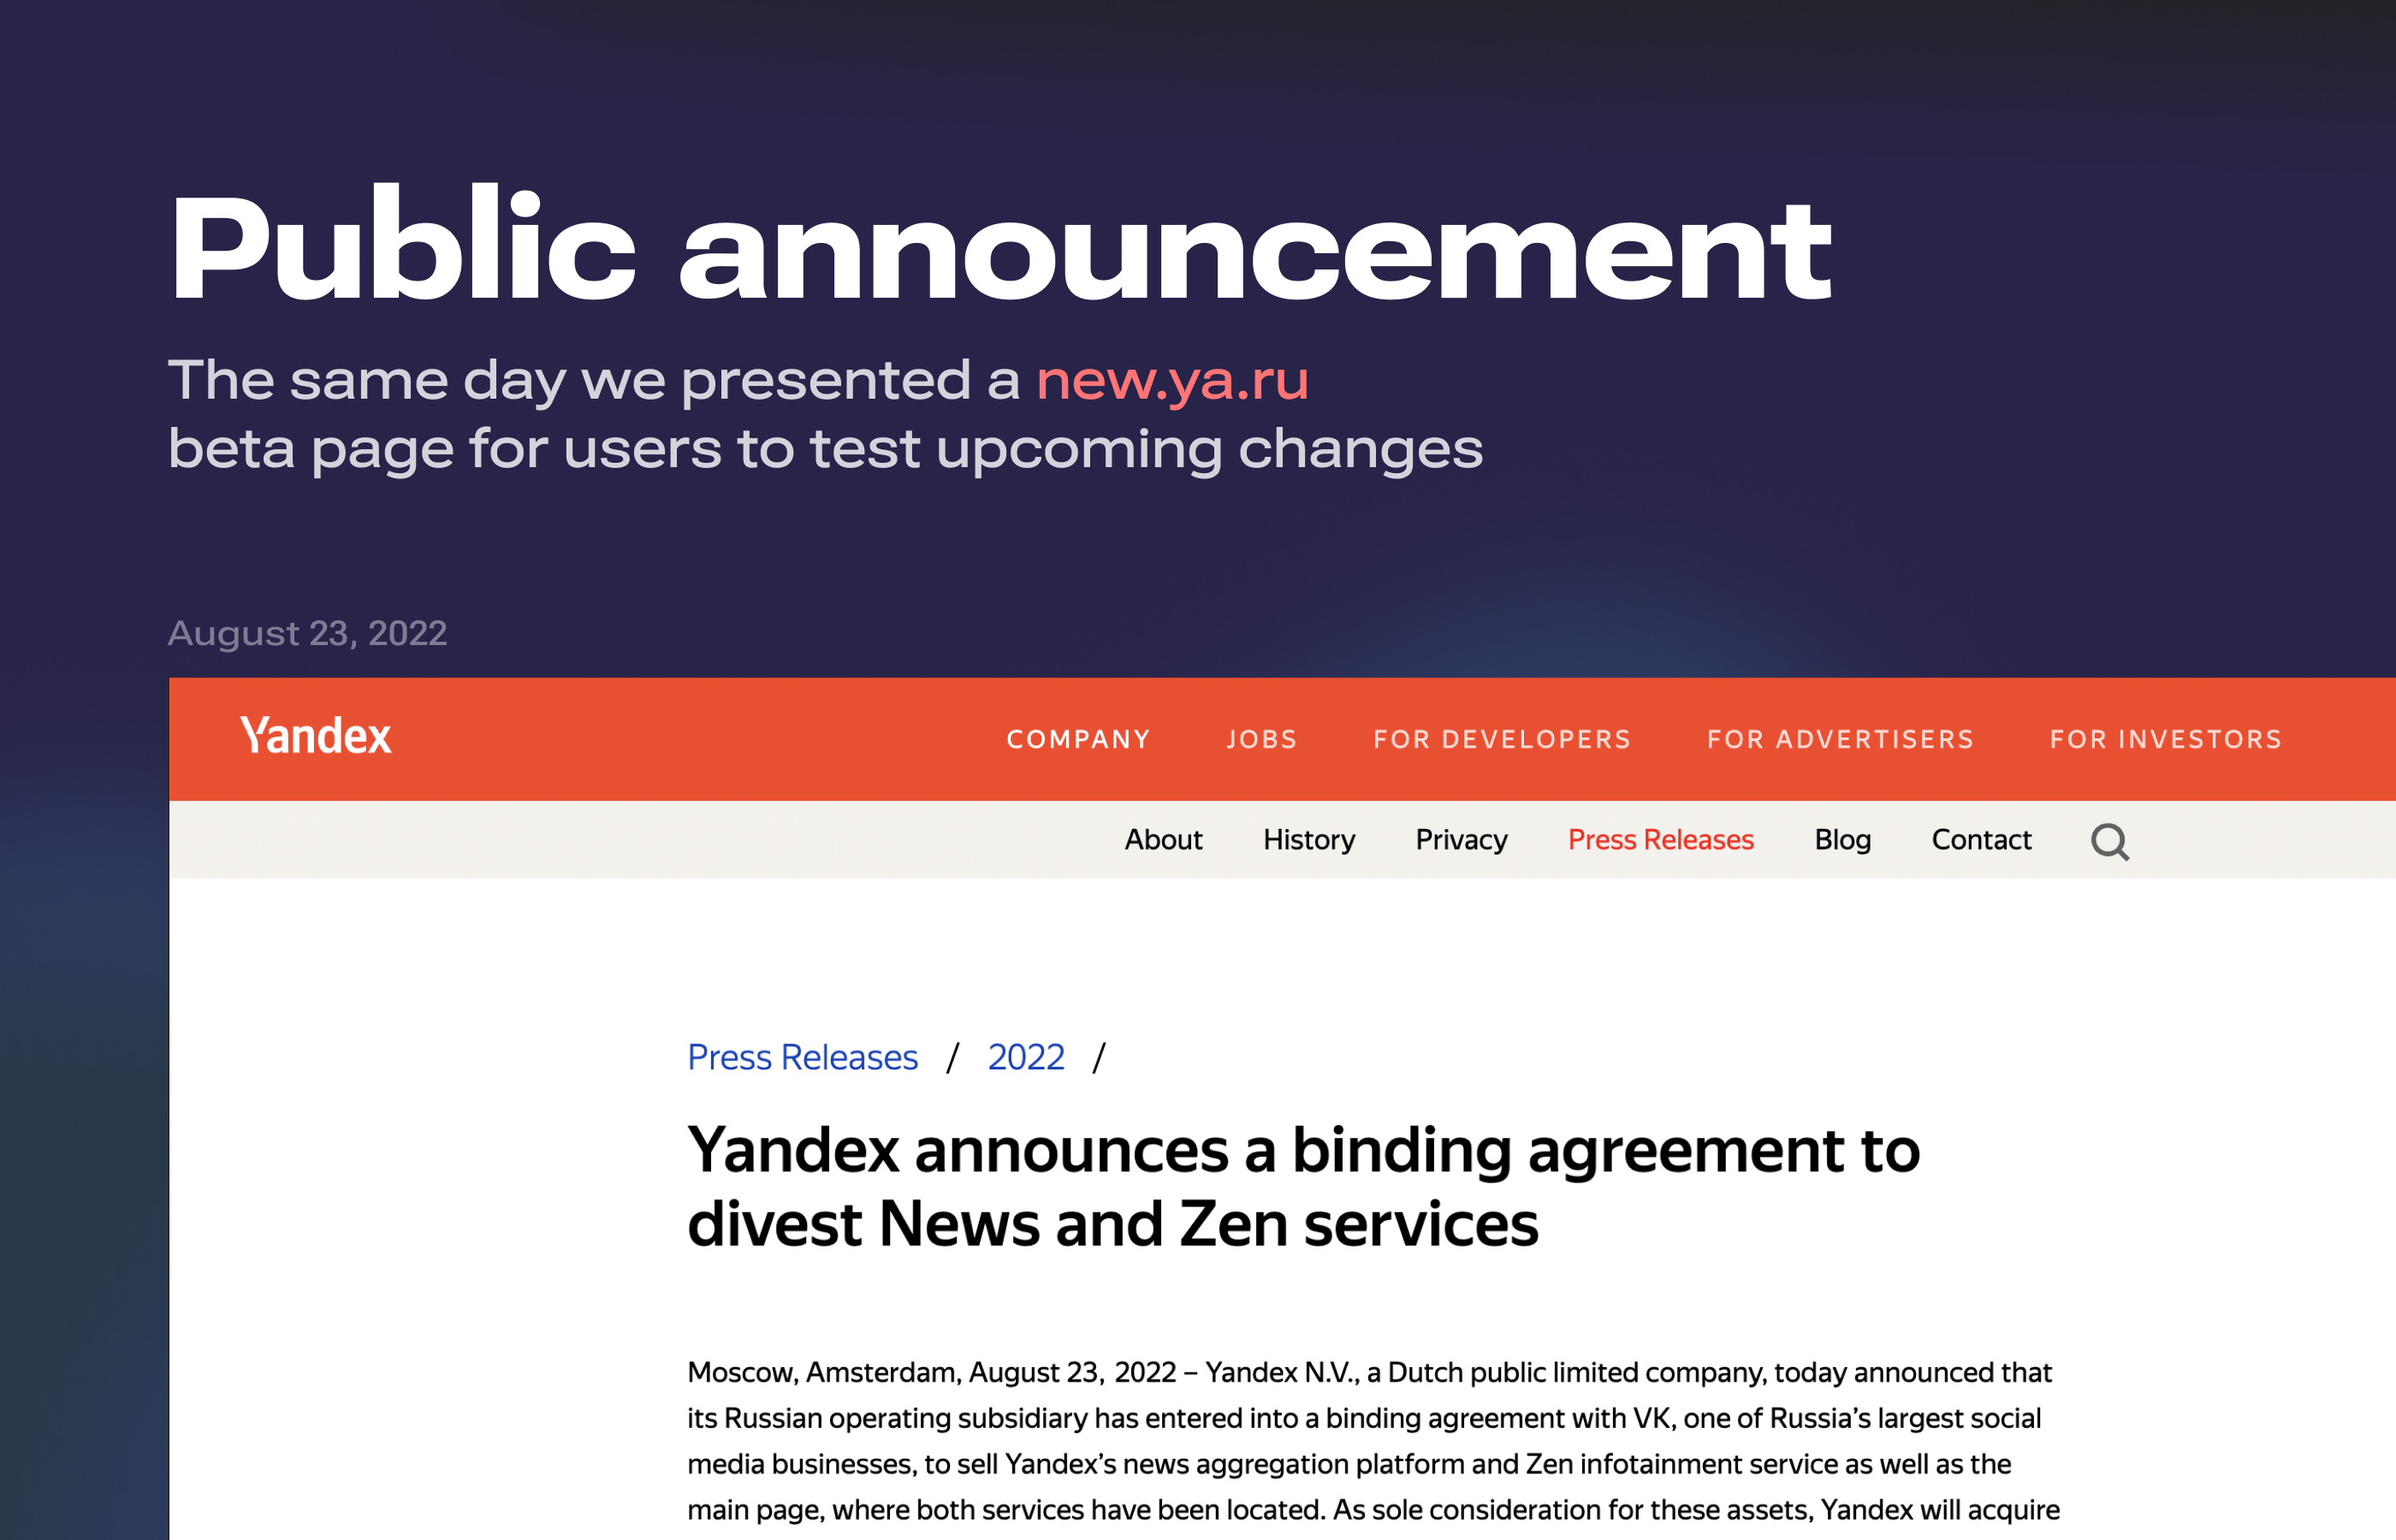 Public announcement
The same day we presented a new.ya.ru
beta page for users to test upcoming changes
August 23, 2022
Yandex COMPANY JOBS FOR DEVELOPERS FOR ADVERTISERS FOR INVESTORS
About History Privacy Press Releases Blog Contact
Press Releases / 2022 /
Yandex announces a binding agreement to
divest News and Zen services
Moscow, Amsterdam, August 23, 2022 – Yandex N.V., a Dutch public limited company, today announced that
its Russian operating subsidiary has entered into a binding agreement with VK, one of Russia’s largest social
media businesses, to sell Yandex’s news aggregation platform and Zen infotainment service as well as the
main page, where both services have been located. As sole consideration for these assets, Yandex will acquire